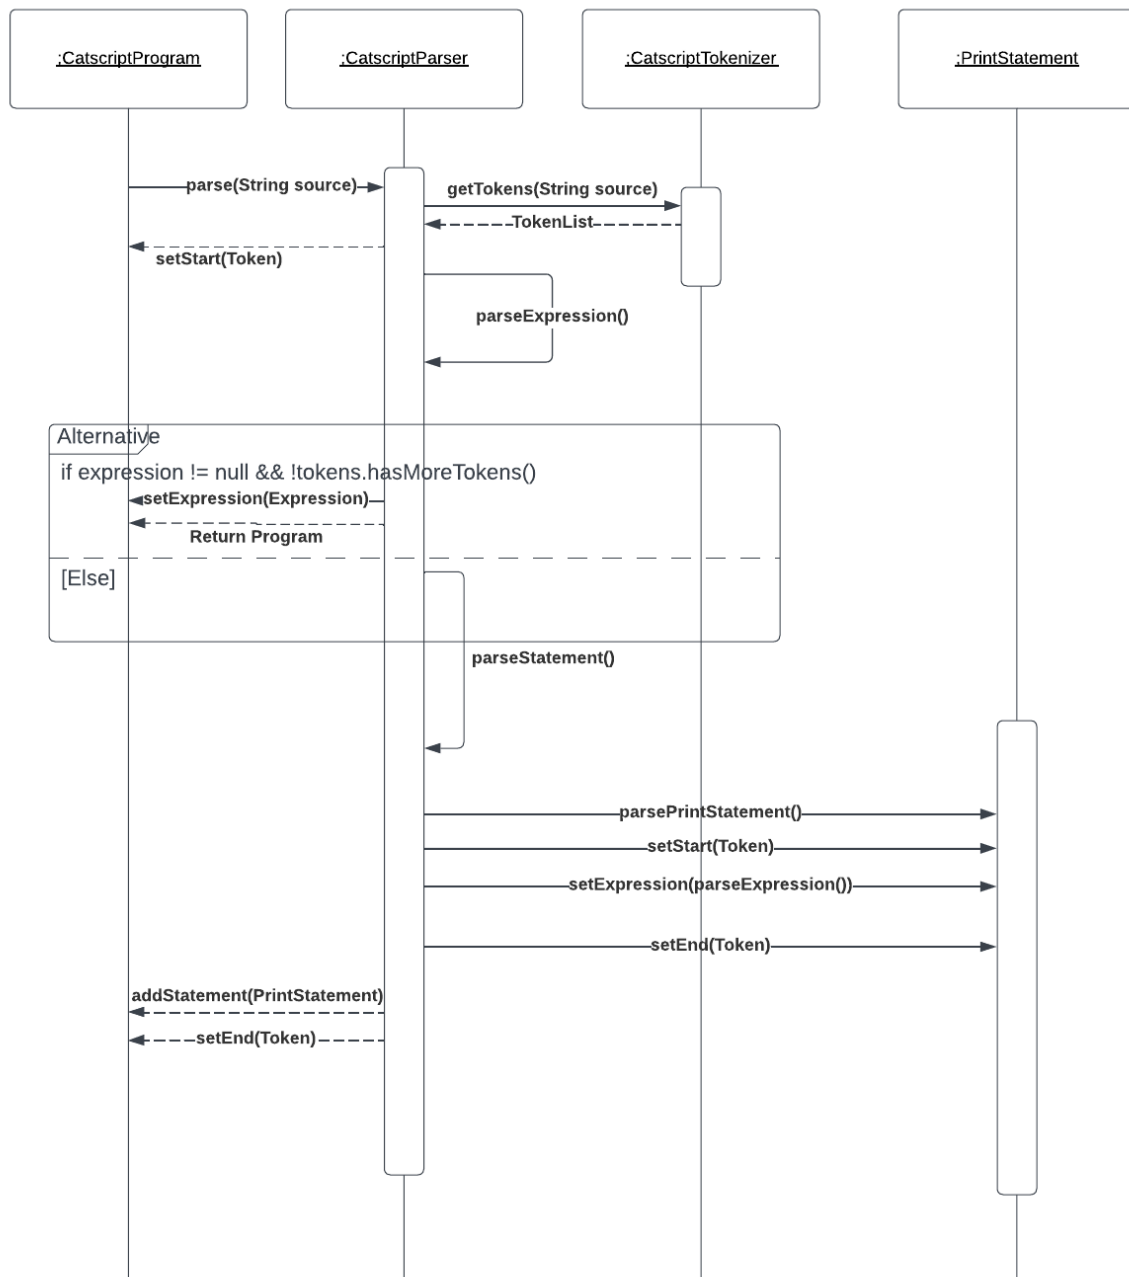 :CatscriptProgram
:CatscriptParser
:CatscriptTokenizer
:PrintStatement
parse(String source)
getTokens(String source)
TokenList
setStart(Token)
parseExpression()
Alternative
if expression != null && !tokens.hasMoreTokens()
setExpression(Expression)
Return Program
[Else]
parseStatement()
parsePrintStatement()
setStart(Token)
setExpression(parseExpression())
setEnd(Token)
addStatement(PrintStatement)
setEnd(Token)